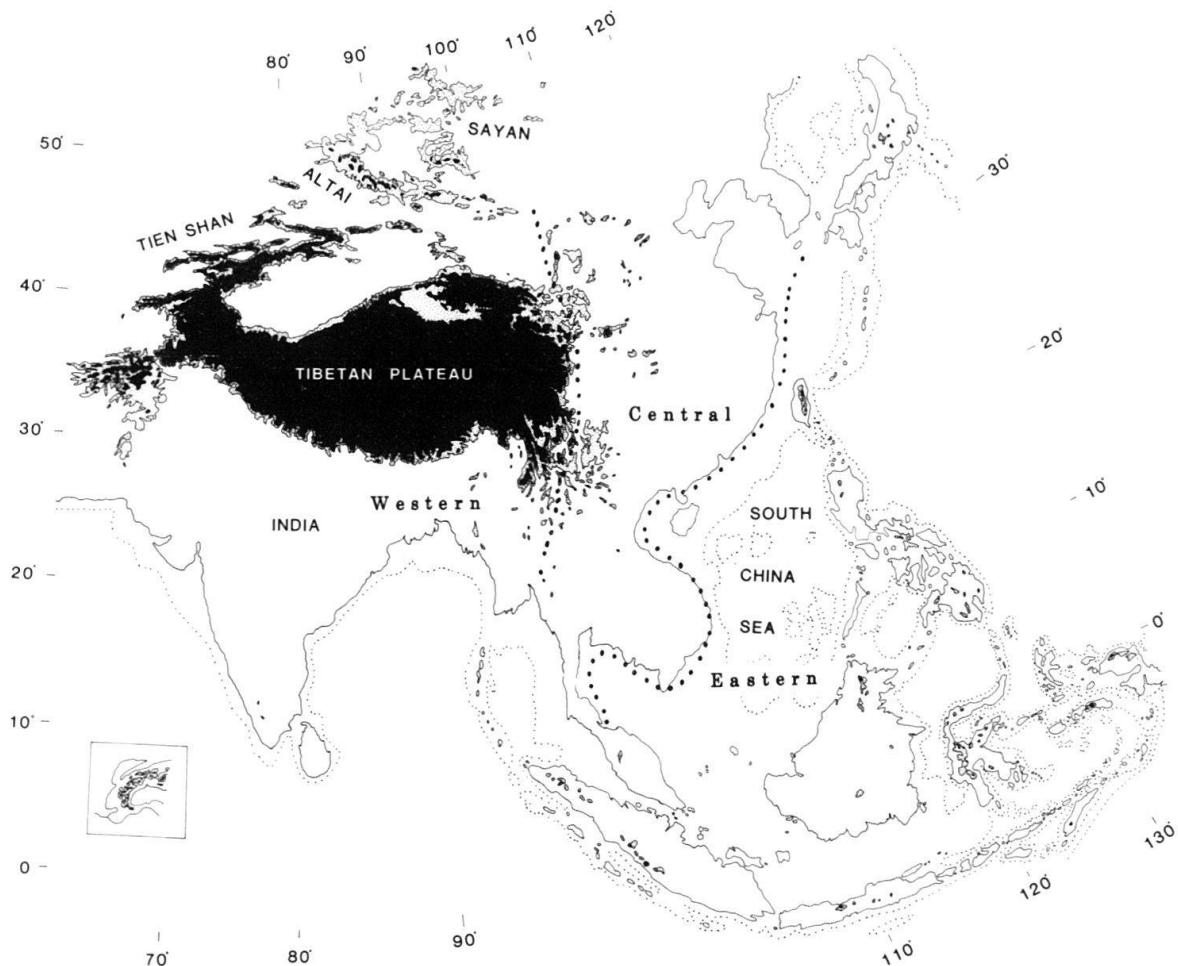 80° 90° 100° 110° 120°
SAYAN
50°
ALTAI
30°
TIEN SHAN
40°
20°
TIBETAN PLATEAU
Central
30°
10°
Western
SOUTH
INDIA
CHINA
20°
SEA
0°
Eastern
10°
130°
0
120°
90°
110°
70° 80°